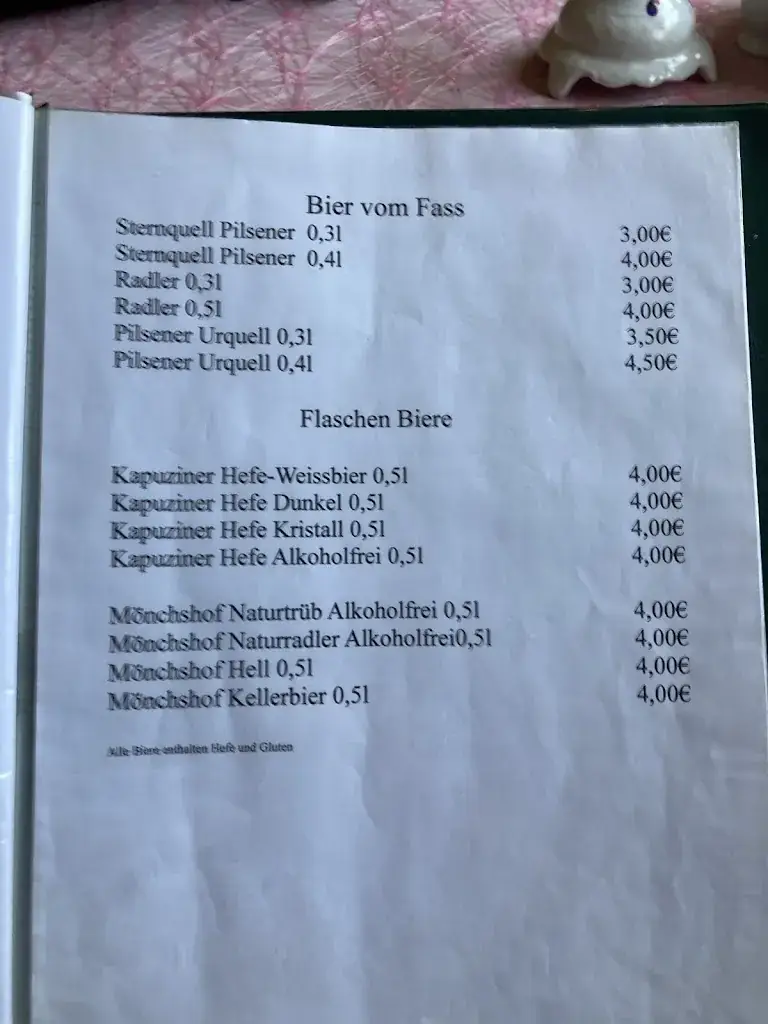 Bier vom Fass
Sternquell Pilsener 0,3l 3,00€
Sternquell Pilsener 0,4l 4,00€
Radler 0,3l 3,00€
Radler 0,5l 4,00€
Pilsener Urquell 0,3l 3,50€
Pilsener Urquell 0,4l 4,50€
Flaschen Biere
Kapuziner Hefe-Weissbier 0,5l 4,00€
Kapuziner Hefe Dunkel 0,5l 4,00€
Kapuziner Hefe Kristall 0,5l 4,00€
Kapuziner Hefe Alkoholfrei 0,5l 4,00€
Mönchshof Naturtrüb Alkoholfrei 0,5l 4,00€
Mönchshof Naturradler Alkoholfrei0,5l 4,00€
Mönchshof Hell 0,5l 4,00€
Mönchshof Kellerbier 0,5l 4,00€
Alle Biere enthalten Hefe und Gluten